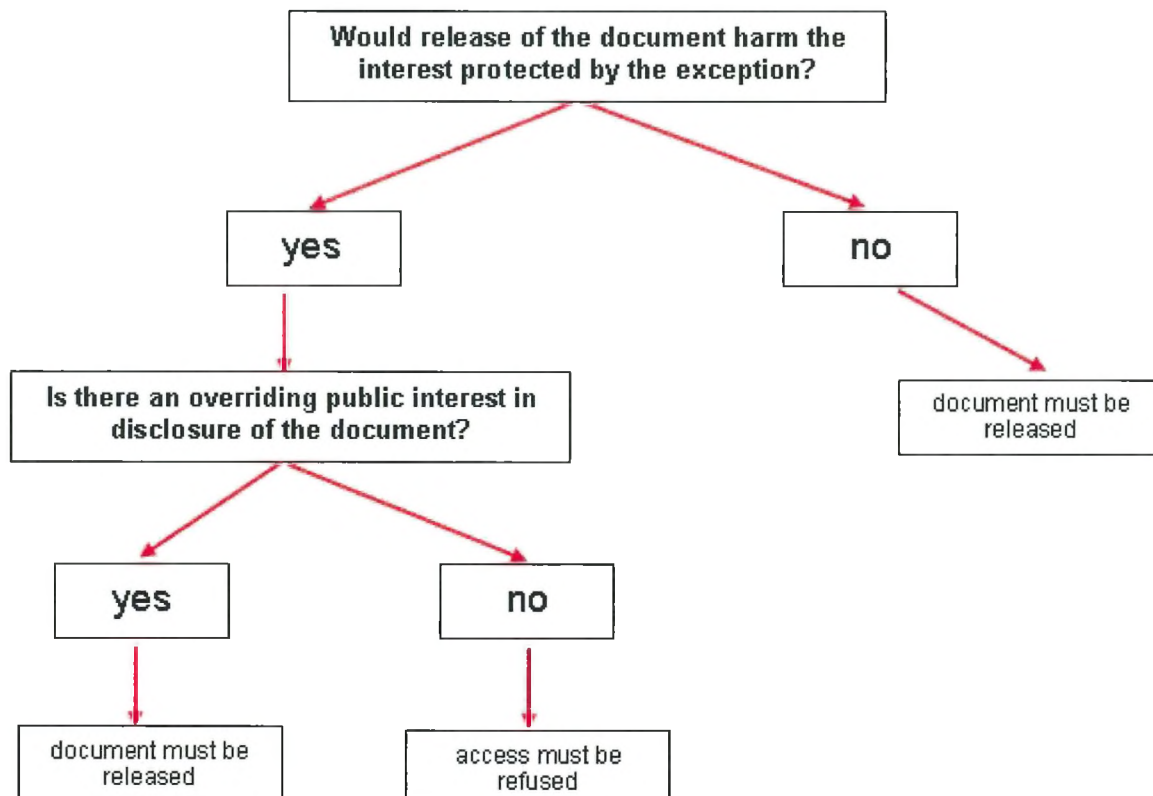 Would release of the document harm the
interest protected by the exception?
yes
no
Is there an overriding public interest in
disclosure of the document?
document must be
released
yes
no
document must be
released
access must be
refused